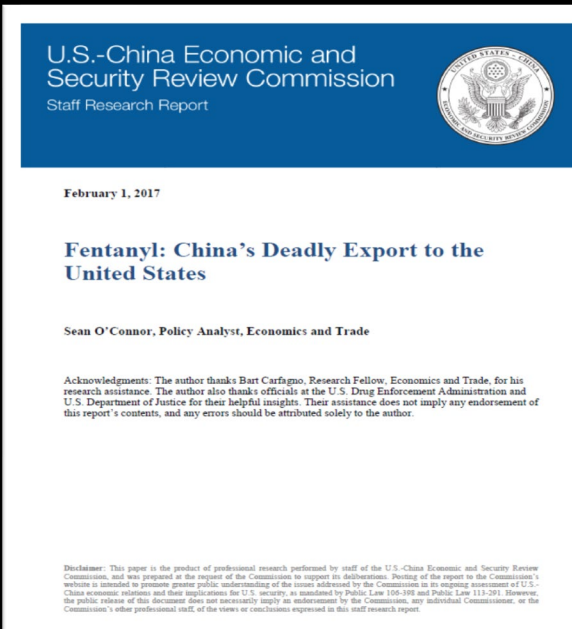 U.S.-China Economic and
Security Review Commission
Staff Research Report
UNITED STATES - CHINA
ECONOMIC AND SECURITY REVIEW COMMISSION
February 1, 2017
Fentanyl: China's Deadly Export to the
United States
Sean O'Connor, Policy Analyst, Economics and Trade
Acknowledgments: The author thanks Bart Carfagno, Research Fellow, Economics and Trade, for his
research assistance. The author also thanks officials at the U.S. Drug Enforcement Administration and
U.S. Department of Justice for their helpful insights. Their assistance does not imply any endorsement of
this report's contents, and any errors should be attributed solely to the author.
Disclaimer: This paper is the product of professional research performed by staff of the U.S.-China Economic and Security Review
Commission, and was prepared at the request of the Commission to support its deliberations. Posting of the report to the Commission's
website is intended to promote greater public understanding of the issues addressed by the Commission in its ongoing assessment of U.S.-
China economic relations and their implications for U.S. security, as mandated by Public Law 106-398 and Public Law 113-291. However,
the public release of this document does not necessarily imply an endorsement by the Commission, any individual Commissioner, or the
Commission's other professional staff, of the views or conclusions expressed in this staff research report.